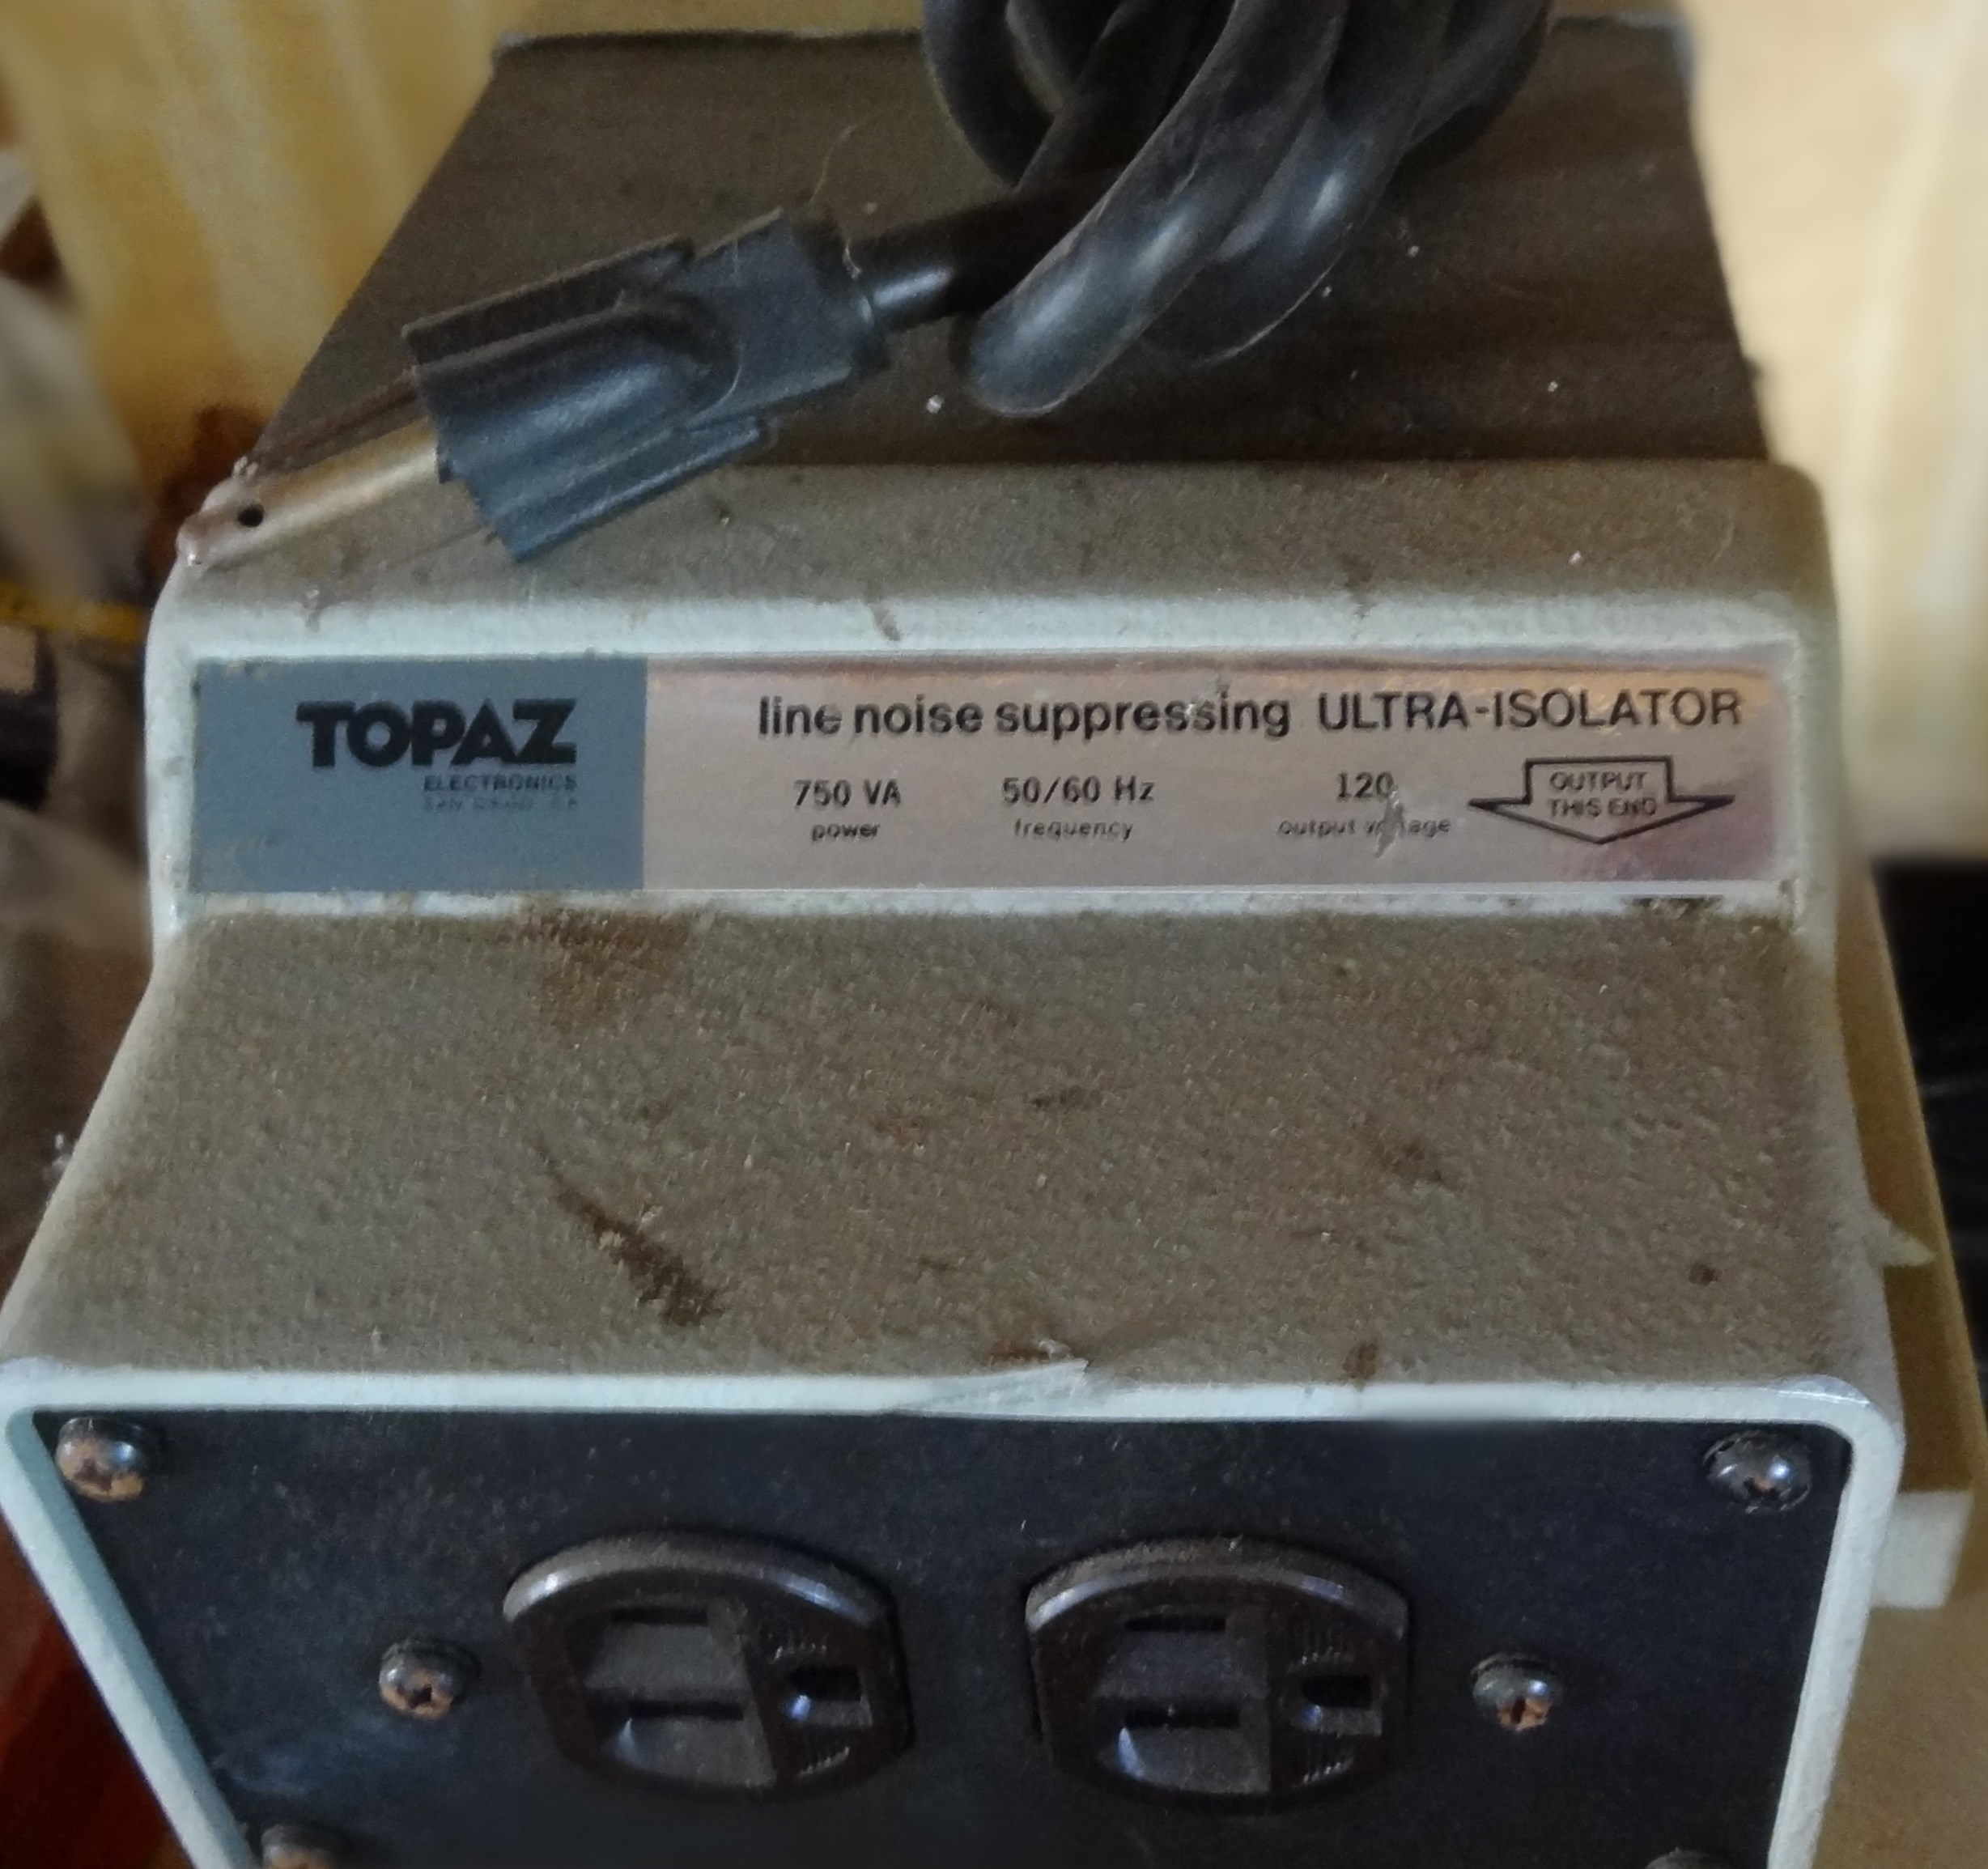 TOPAZ
ELECTRONICS
line noise suppressing ULTRA-ISOLATOR
750 VA
power
50/60 Hz
frequency
120
output
OUTPUT
THIS END